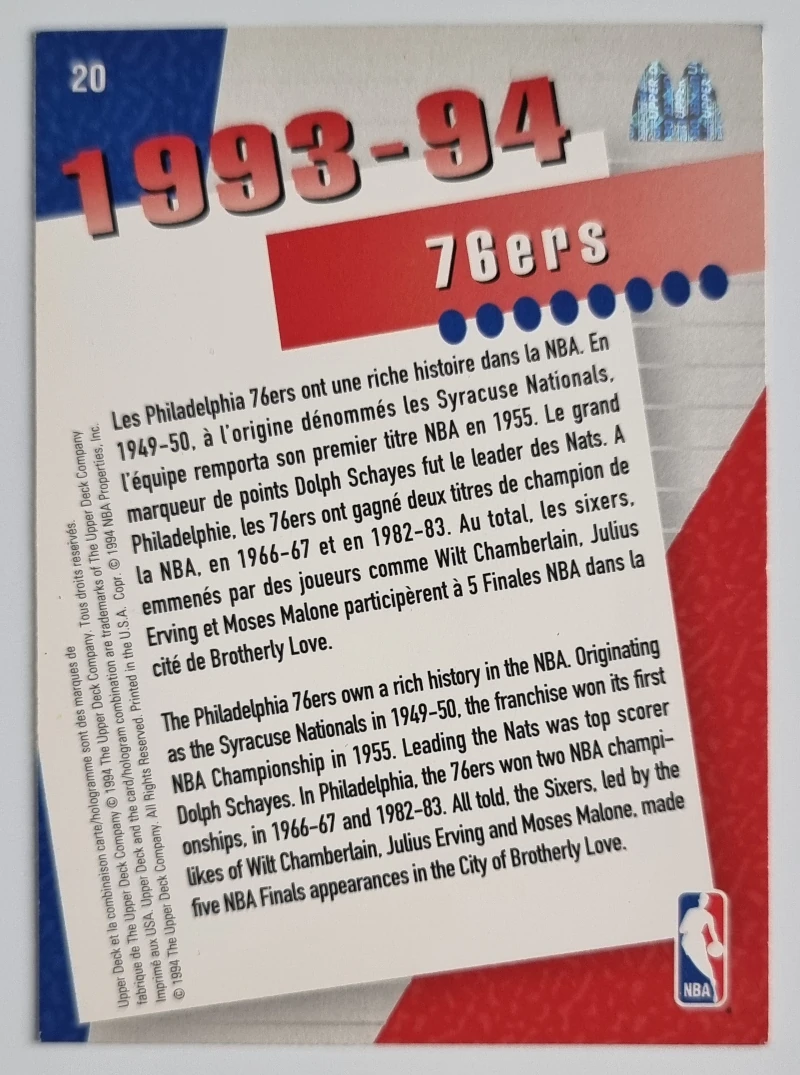 20
UPPER D
UPPER
UPPER
1993-94
76ers
Les Philadelphia 76ers ont une riche histoire dans la NBA. En
1949-50, à l'origine dénommés les Syracuse Nationals,
l'équipe remporta son premier titre NBA en 1955. Le grand
marqueur de points Dolph Schayes fut le leader des Nats. A
Philadelphie, les 76ers ont gagné deux titres de champion de
la NBA, en 1966-67 et en 1982-83. Au total, les sixers,
emmenés par des joueurs comme Wilt Chamberlain, Julius
Erving et Moses Malone participèrent à 5 Finales NBA dans la
cité de Brotherly Love.
The Philadelphia 76ers own a rich history in the NBA. Originating
as the Syracuse Nationals in 1949-50, the franchise won its first
NBA Championship in 1955. Leading the Nats was top scorer
Dolph Schayes. In Philadelphia, the 76ers won two NBA champi-
onships, in 1966-67 and 1982-83. All told, the Sixers, led by the
likes of Wilt Chamberlain, Julius Erving and Moses Malone, made
five NBA Finals appearances in the City of Brotherly Love.
Upper Deck et la combinaison carte/hologramme sont des marques de
fabrique de The Upper Deck Company © 1994 The Upper Deck Company. Tous droits reservés.
Imprimé aux USA. Upper Deck and the card/hologram combination are trademarks of The Upper Deck Company
© 1994 The Upper Deck Company. All Rights Reserved. Printed in the U.S.A. Copr. © 1994 NBA Properties, Inc.
NBA